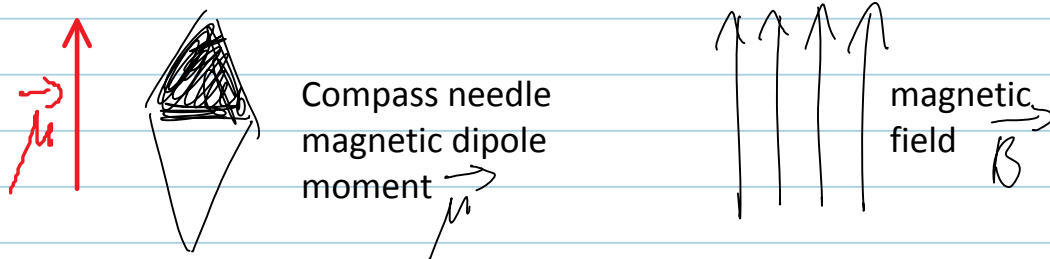 μ⃗
Compass needle
magnetic dipole
moment μ⃗
magnetic
field B⃗